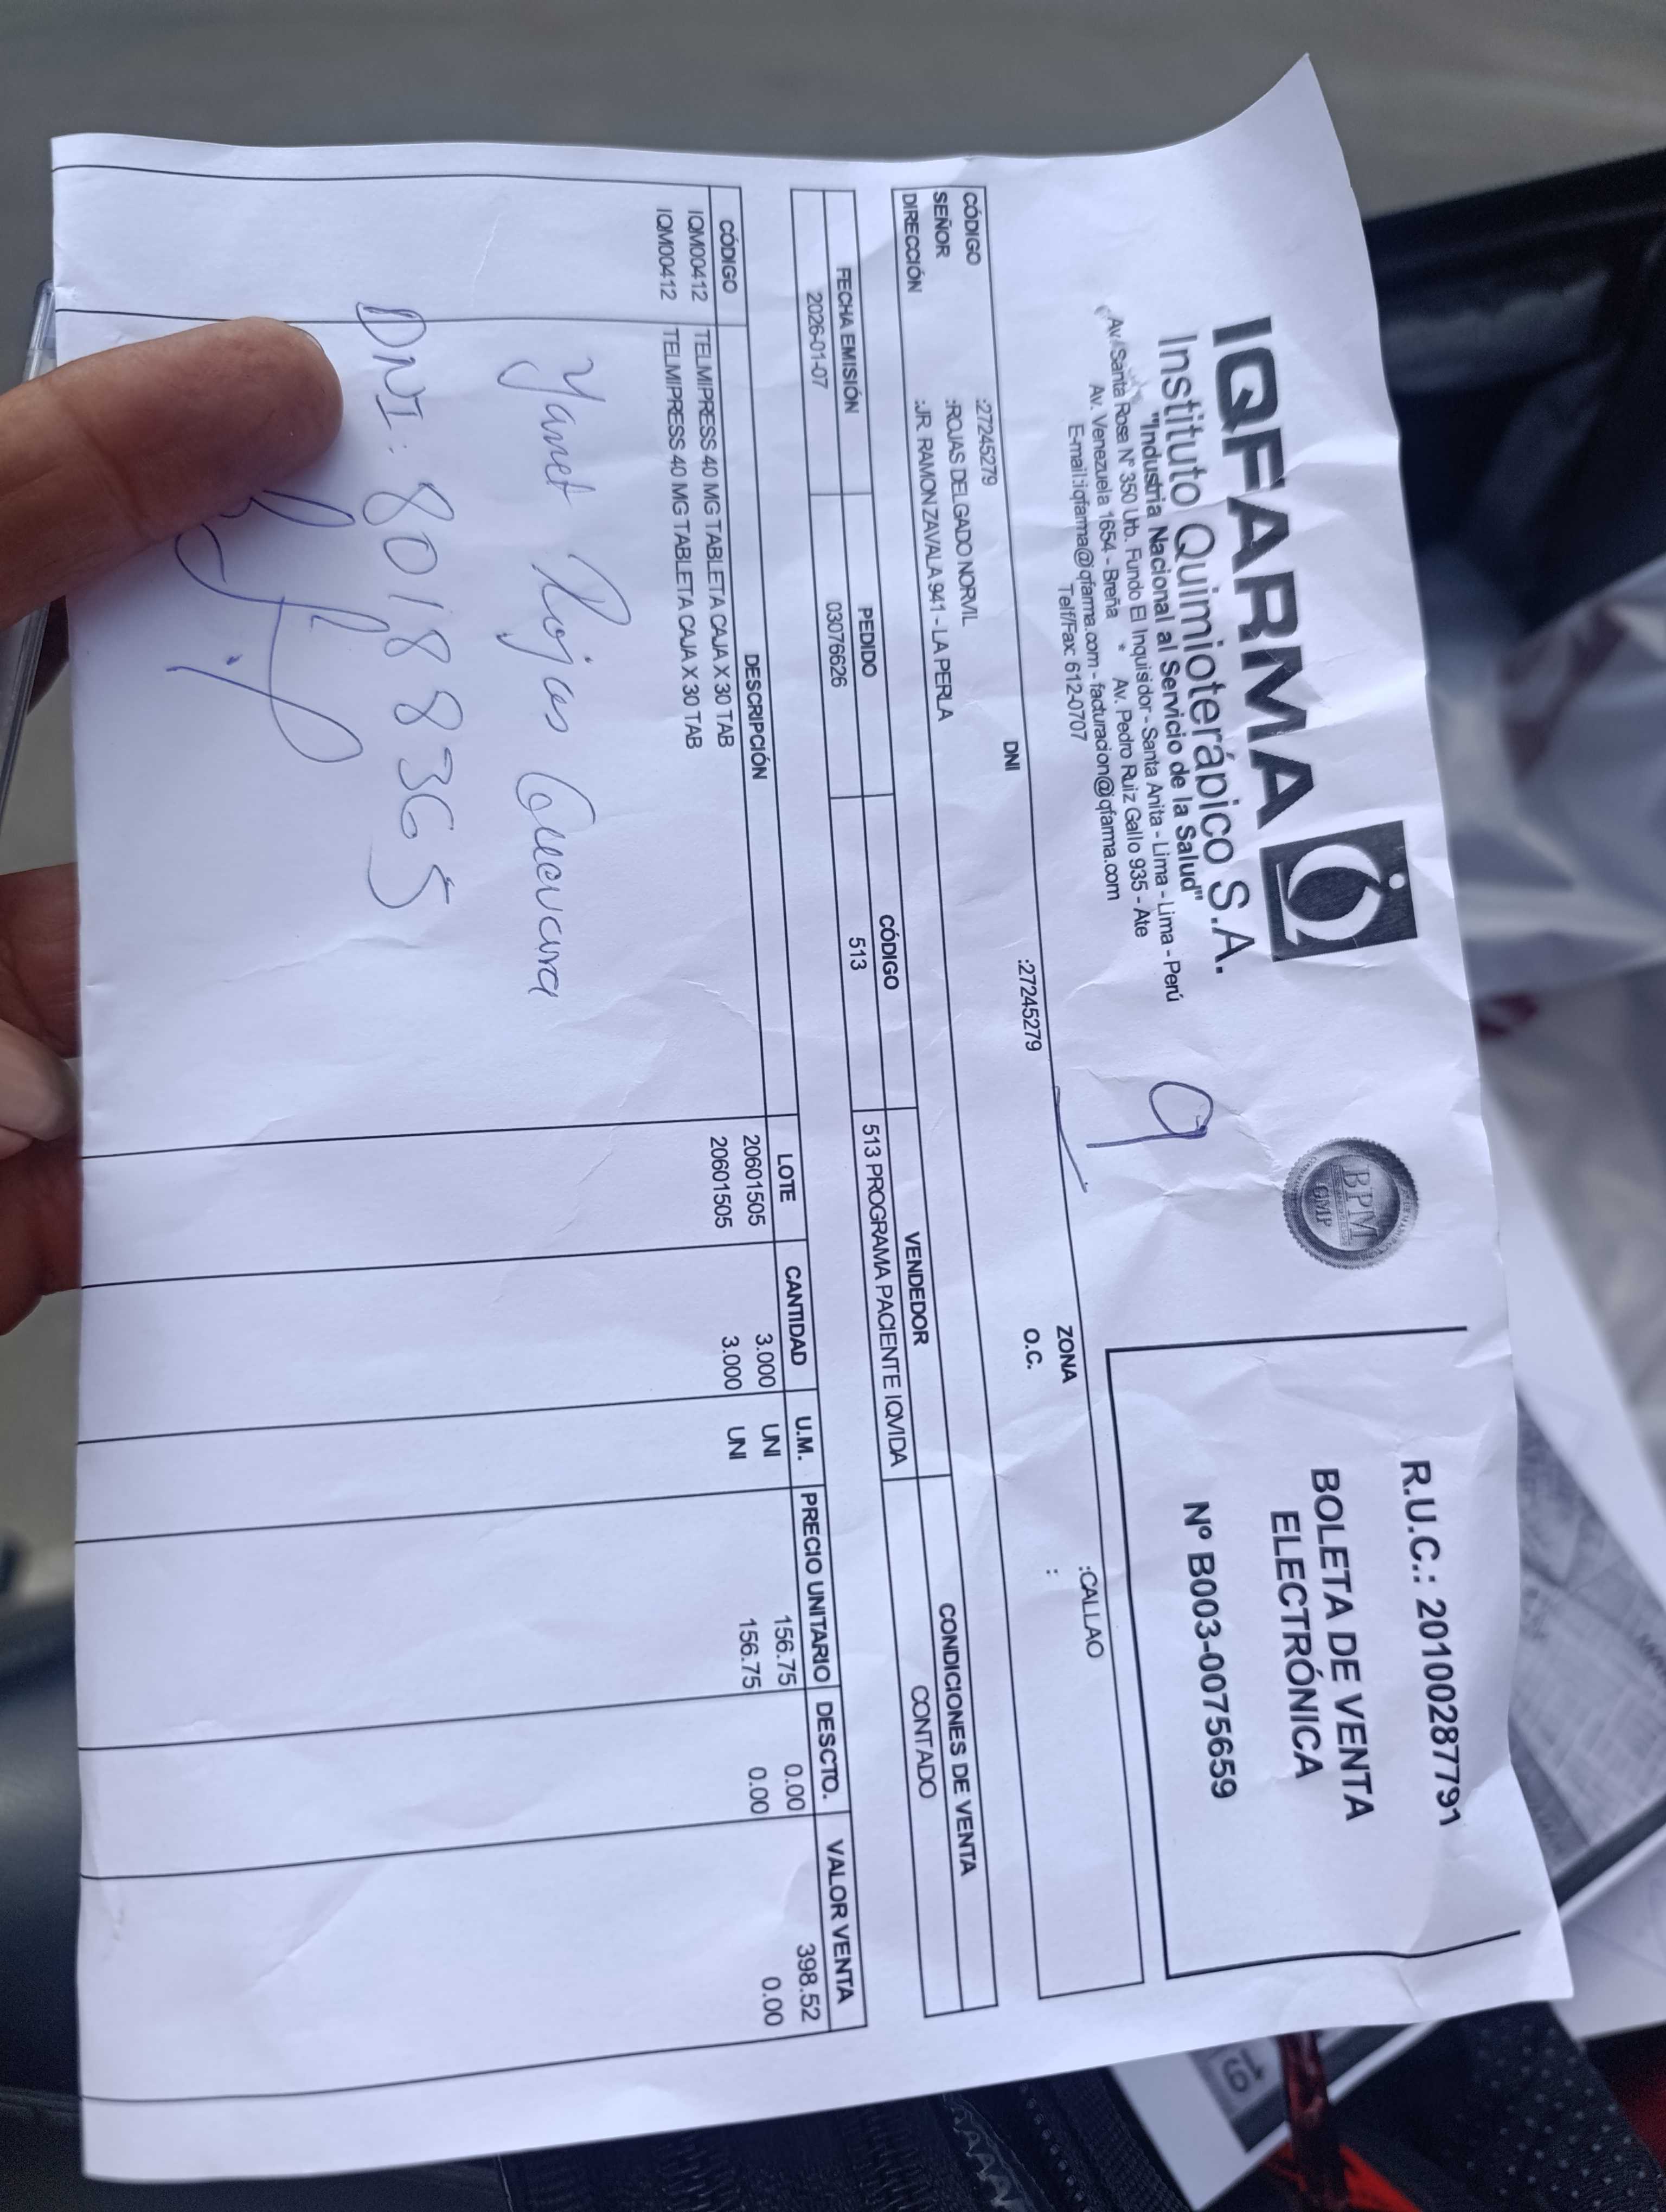 IQFARMA
Instituto Quimioterápico S.A.
"Industria Nacional al Servicio de la Salud"
Av. Santa Rosa N° 350 Urb. Fundo El Inquisidor - Santa Anita - Lima - Lima - Perú
Av. Venezuela 1654 - Breña * Av. Pedro Ruiz Gallo 935 - Ate
E-mail:iqfarma@iqfarma.com - facturacion@iqfarma.com
Telf/Fax: 612-0707
9
BPM
GMP
R.U.C.: 20100287791
BOLETA DE VENTA
ELECTRÓNICA
Nº B003-0075659
CÓDIGO :27245279 DNI :27245279 ZONA :CALLAO
SEÑOR :ROJAS DELGADO NORVIL O.C. :
DIRECCIÓN :JR. RAMON ZAVALA 941 - LA PERLA
FECHA EMISIÓN PEDIDO CÓDIGO VENDEDOR CONDICIONES DE VENTA
2026-01-07 03076626 513 513 PROGRAMA PACIENTE IQVIDA CONTADO
CÓDIGO DESCRIPCIÓN LOTE CANTIDAD U.M. PRECIO UNITARIO DESCTO. VALOR VENTA
IQM00412 TELMIPRESS 40 MG TABLETA CAJA X 30 TAB 20601505 3.000 UNI 156.75 0.00 398.52
IQM00412 TELMIPRESS 40 MG TABLETA CAJA X 30 TAB 20601505 3.000 UNI 156.75 0.00 0.00
Yanet Rojas
DNI: 80188365
19